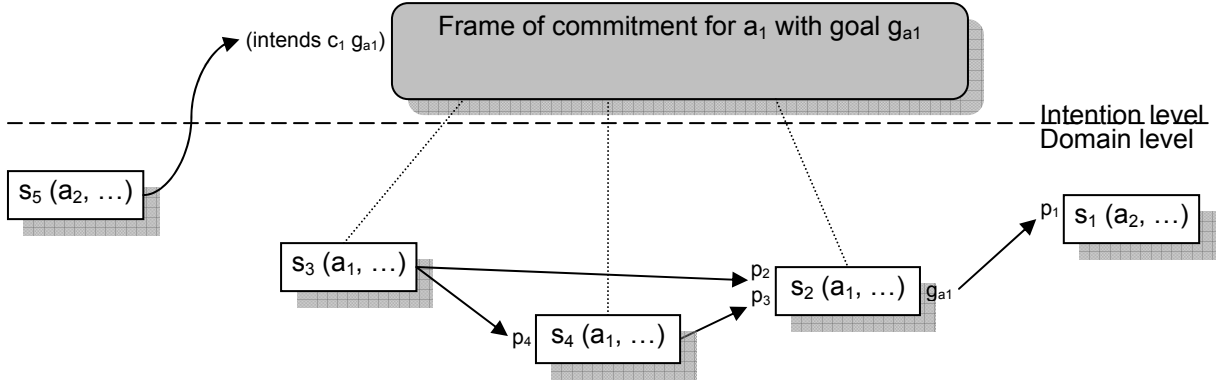 Frame of commitment for a₁ with goal gₐ₁
(intends c₁ gₐ₁)
Intention level
Domain level
s₅ (a₂, …)
p₁
s₁ (a₂, …)
s₃ (a₁, …)
p₂
p₃
s₂ (a₁, …)
gₐ₁
p₄
s₄ (a₁, …)